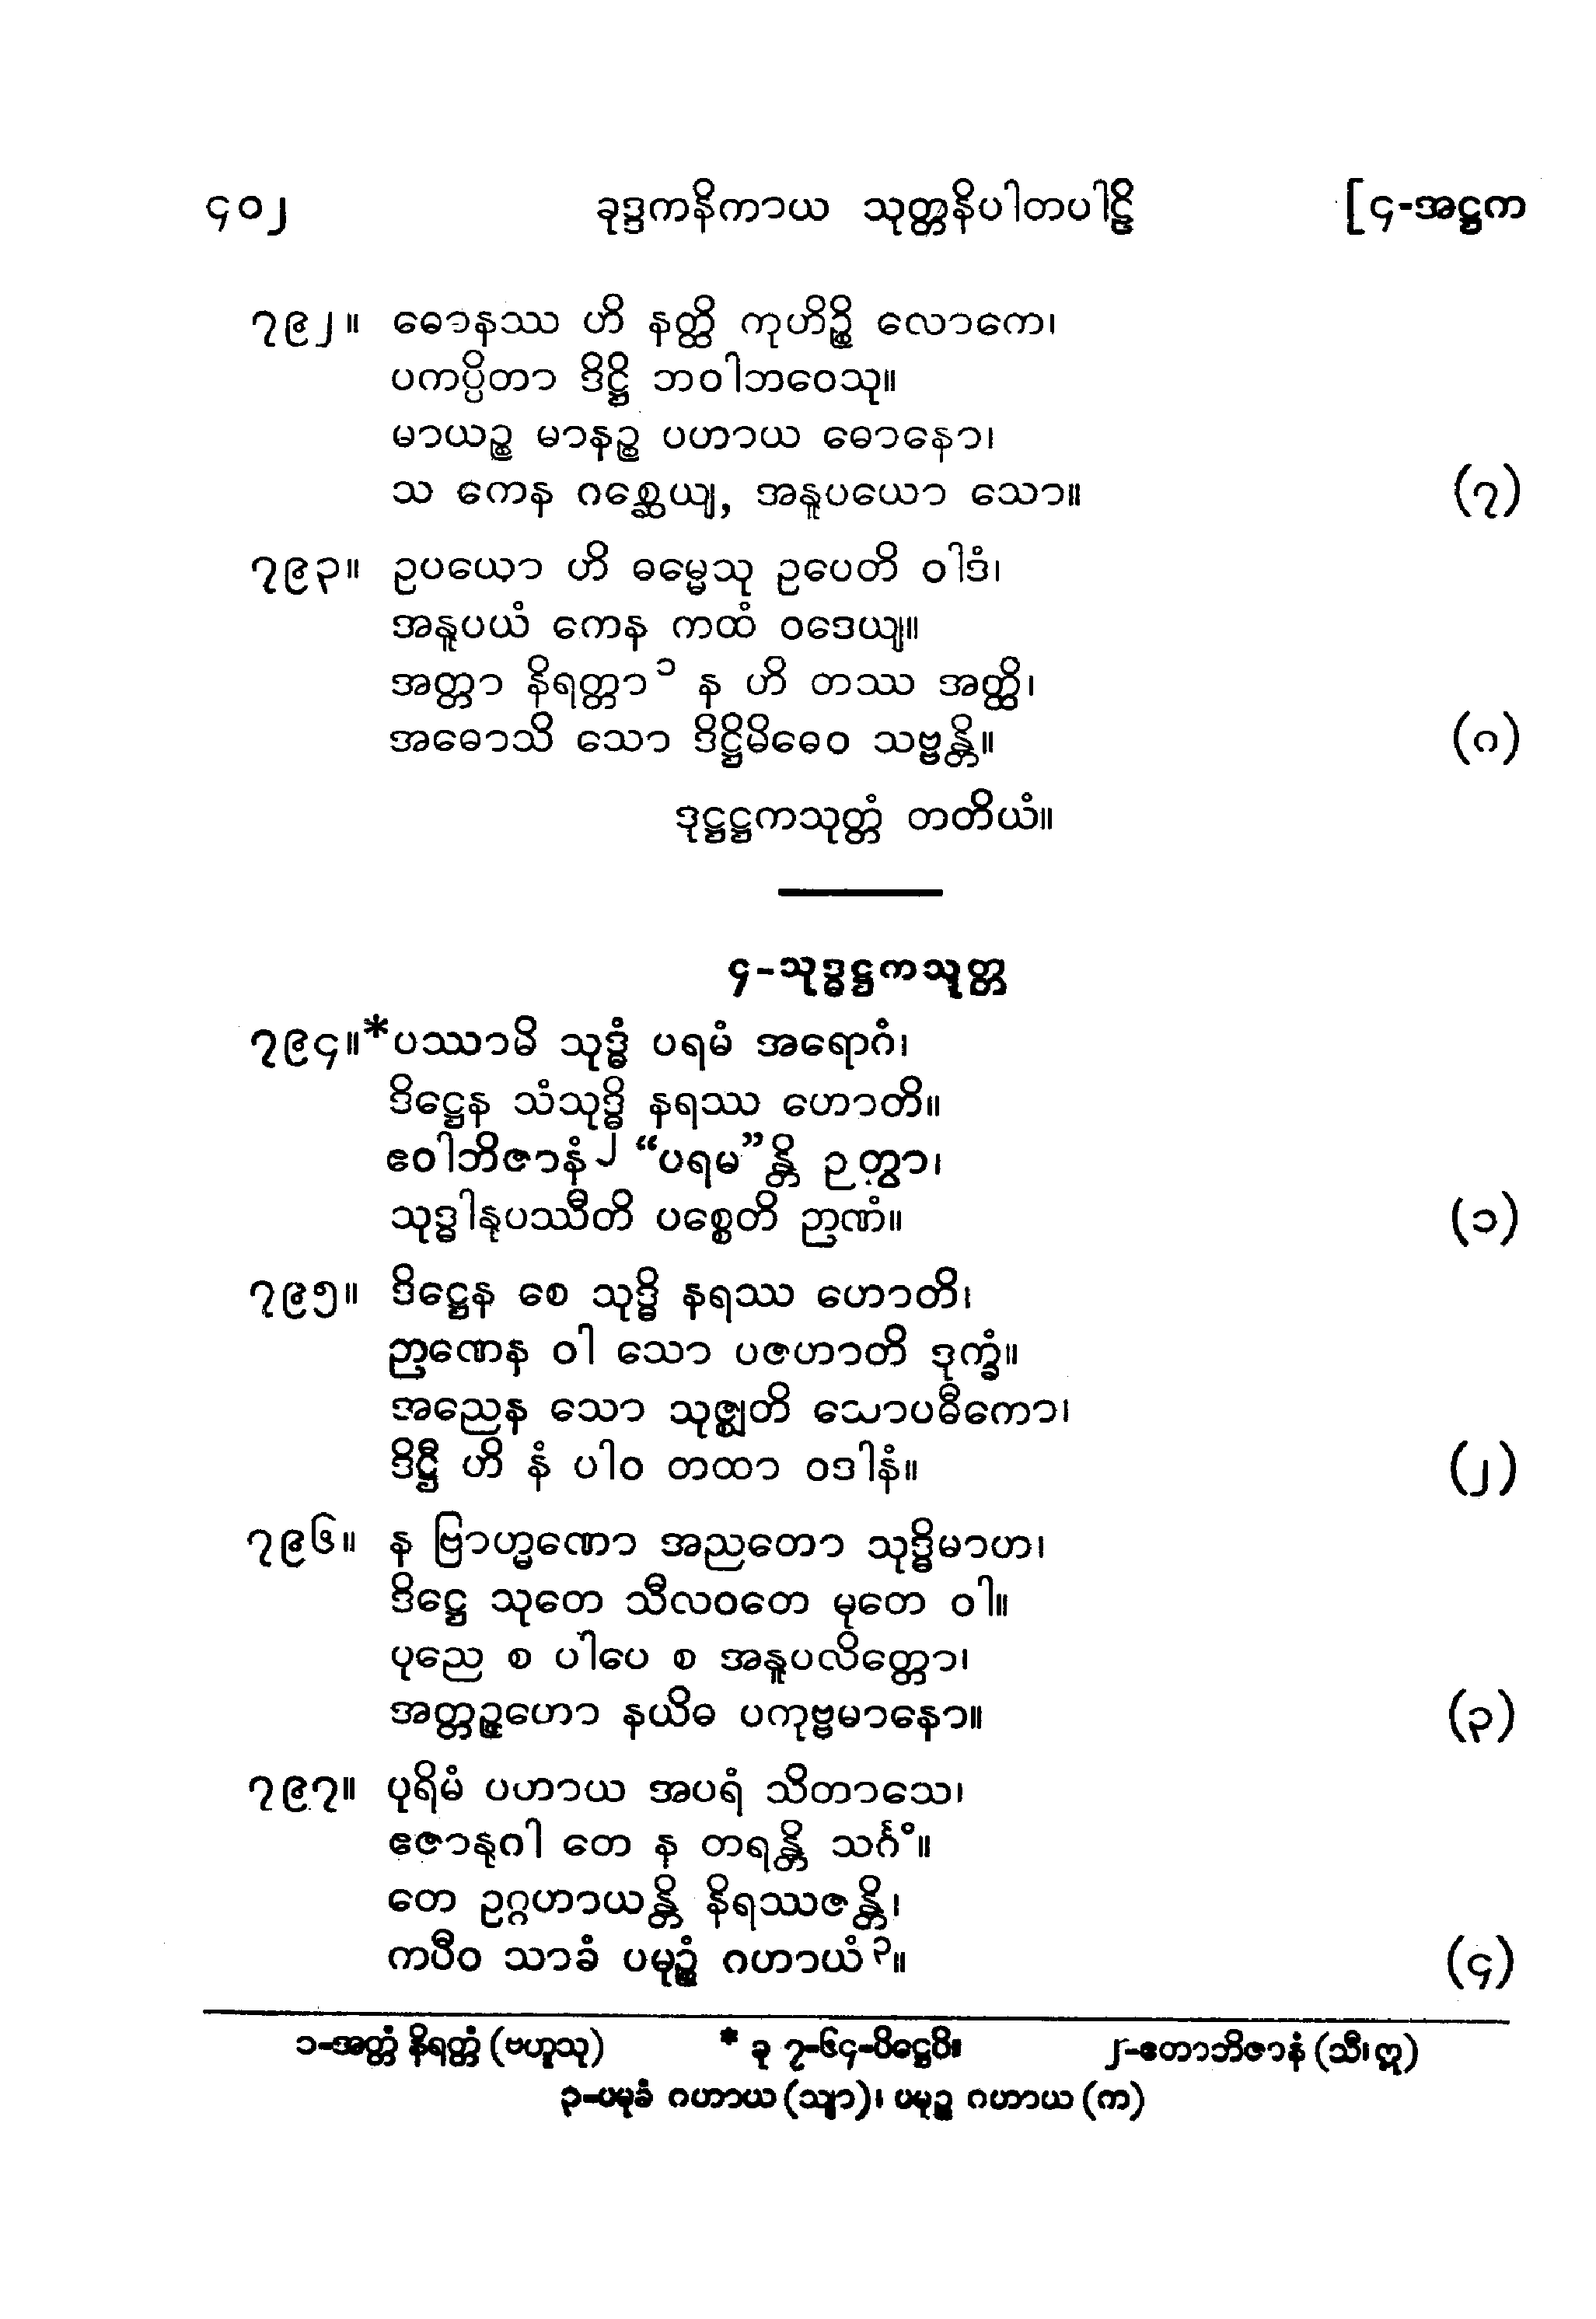 ၄၀၂ ခုဒ္ဒကနိကာယ သုတ္တနိပါတပါဠိ [၄-အဋ္ဌက
၇၉၂။ ဓောနဿ ဟိ နတ္ထိ ကုဟိဉ္စိ လောကေ၊
ပကပ္ပိတာ ဒိဋ္ဌိ ဘဝါဘဝေသု။
မာယဉ္စ မာနဉ္စ ပဟာယ ဓောနော၊
သ ကေန ဂစ္ဆေယျ, အနူပယော သော။ (၇)
၇၉၃။ ဥပယော ဟိ ဓမ္မေသု ဥပေတိ ဝါဒံ၊
အနူပယံ ကေန ကထံ ဝဒေယျ။
အတ္တာ နိရတ္တာ၁ န ဟိ တဿ အတ္ထိ၊
အဓောသိ သော ဒိဋ္ဌိမိဓေဝ သဗ္ဗန္တိ။ (၈)
ဒုဋ္ဌဋ္ဌကသုတ္တံ တတိယံ။
၄-သုဒ္ဓဋ္ဌကသုတ္တ
၇၉၄။*ပဿာမိ သုဒ္ဓံ ပရမံ အရောဂံ၊
ဒိဋ္ဌေန သံသုဒ္ဓိ နရဿ ဟောတိ။
ဧဝါဘိဇာနံ၂ “ပရမ”န္တိ ဉတွာ၊
သုဒ္ဓါနုပဿီတိ ပစ္စေတိ ဉာဏံ။ (၁)
၇၉၅။ ဒိဋ္ဌေန စေ သုဒ္ဓိ နရဿ ဟောတိ၊
ဉာဏေန ဝါ သော ပဇဟာတိ ဒုက္ခံ။
အညေန သော သုဇ္ဈတိ သောပဓီကော၊
ဒိဋ္ဌီ ဟိ နံ ပါဝ တထာ ဝဒါနံ။ (၂)
၇၉၆။ န ဗြာဟ္မဏော အညတော သုဒ္ဓိမာဟ၊
ဒိဋ္ဌေ သုတေ သီလဝတေ မုတေ ဝါ။
ပုညေ စ ပါပေ စ အနူပလိတ္တော၊
အတ္တဉ္ဇဟော နယိဓ ပကုဗ္ဗမာနော။ (၃)
၇၉၇။ ပုရိမံ ပဟာယ အပရံ သိတာသေ၊
ဧဇာနုဂါ တေ န တရန္တိ သင်္ဂံ။
တေ ဥဂ္ဂဟာယန္တိ နိရဿဇန္တိ၊
ကပီဝ သာခံ ပမုဉ္စံ ဂဟာယံ၃။ (၄)
၁-အတ္တံ နိရတ္တံ (ဗဟူသု) * ခု ၇-၆၄-ပိဋ္ဌေပိ။ ၂-ဧတာဘိဇာနံ (သီ၊ ဣ)
၃-ပမုခံ ဂဟာယ (သျာ)၊ ပမုဉ္စ ဂဟာယ (က)